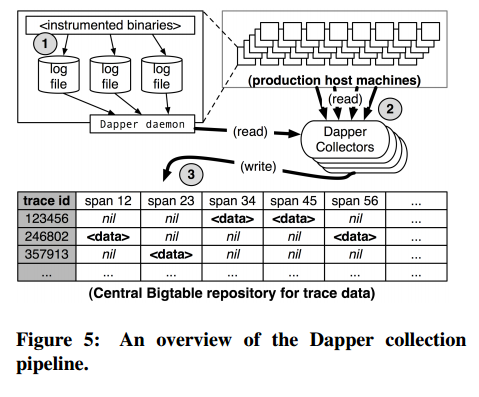 <instrumented binaries>
1
log file
log file
log file
Dapper daemon
(production host machines)
(read)
2
(read)
Dapper Collectors
(write)
3
trace id span 12 span 23 span 34 span 45 span 56 ...
123456 nil nil <data> <data> nil ...
246802 <data> nil nil nil <data> ...
357913 nil <data> nil nil nil ...
... ... ... ... ... ... ...
(Central Bigtable repository for trace data)
Figure 5: An overview of the Dapper collection
pipeline.